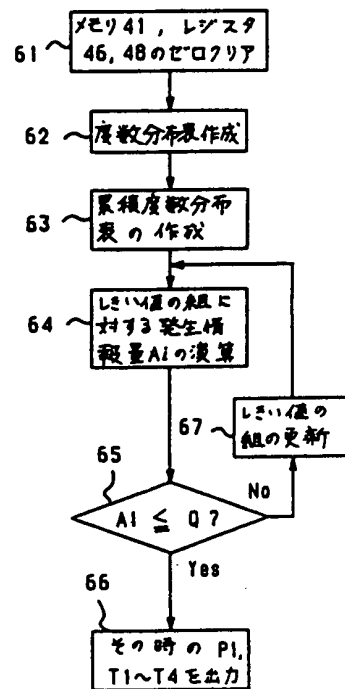 61
メモリ41, レジスタ
46,48のゼロクリア
62
度数分布表作成
63
累積度数分布
表の作成
64
しきい値の組に
対する発生情
報量Aiの演算
67
しきい値の
組の更新
65
Ai ≦ Q?
No
Yes
66
その時の Pi,
T1~T4を出力